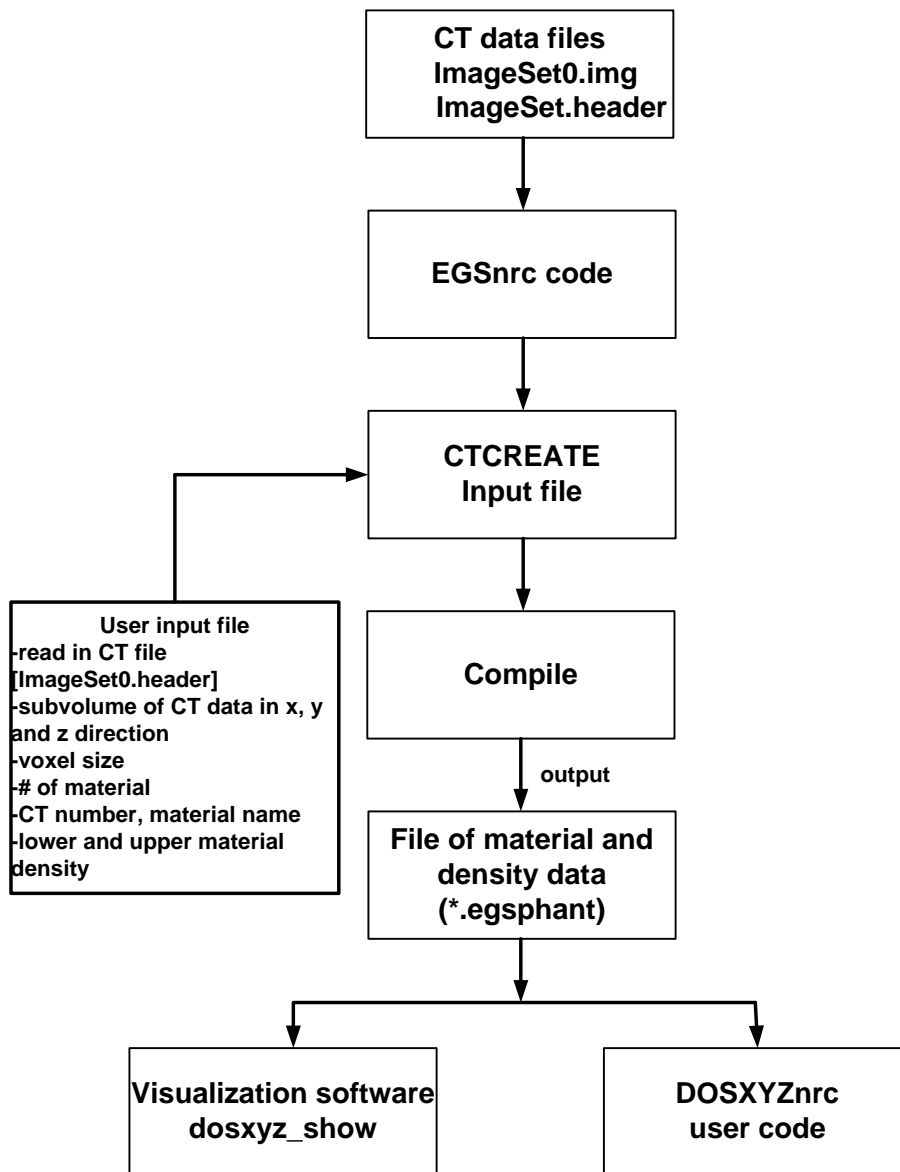 CT data files
ImageSet0.img
ImageSet.header
EGSnrc code
CTCREATE
Input file
User input file
-read in CT file
[ImageSet0.header]
-subvolume of CT data in x, y
and z direction
-voxel size
-# of material
-CT number, material name
-lower and upper material
density
Compile
output
File of material and
density data
(*.egsphant)
Visualization software
dosxyz_show
DOSXYZnrc
user code